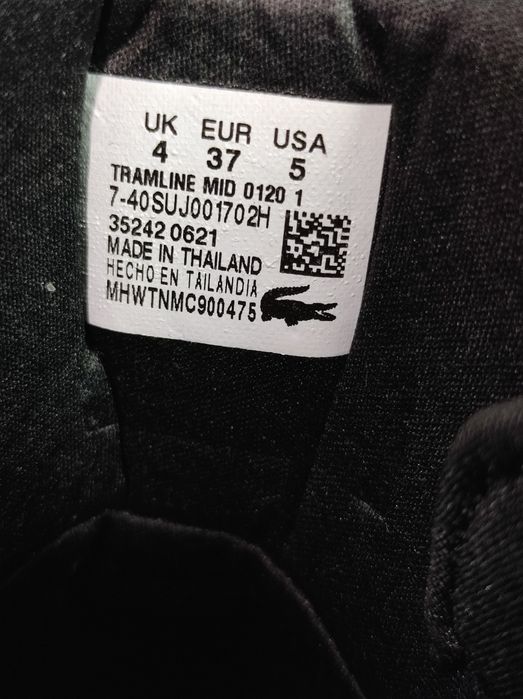 UK EUR USA
4 37 5
TRAMLINE MID 0120 1
7-40SUJ001702H
35242 0621
MADE IN THAILAND
HECHO EN TAILANDIA
MHWTNMC900475